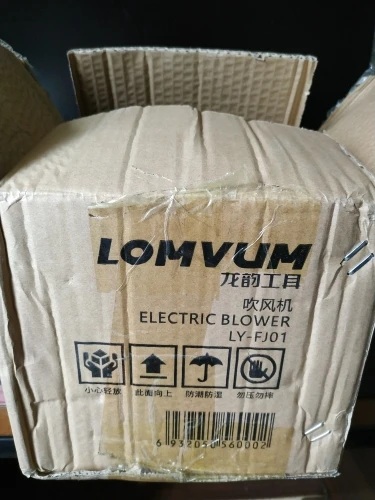 LOMVUM
龙韵工具
吹风机
ELECTRIC BLOWER
LY-FJ01
小心轻放 此面向上 防潮防湿 勿压勿摔